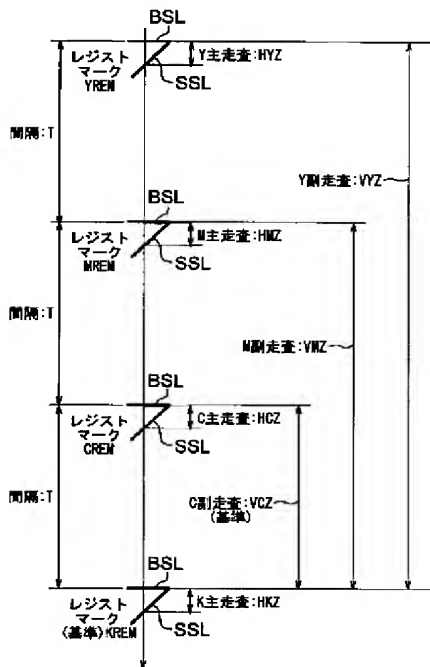 BSL
レジスト
マーク
YREM
Y主走査:HYZ
SSL
間隔:T
Y副走査:VYZ
BSL
レジスト
マーク
MREM
M主走査:HMZ
SSL
間隔:T
M副走査:VMZ
BSL
レジスト
マーク
CREM
C主走査:HCZ
SSL
間隔:T
C副走査:VCZ
(基準)
BSL
レジスト
マーク
(基準)KREM
K主走査:HKZ
SSL